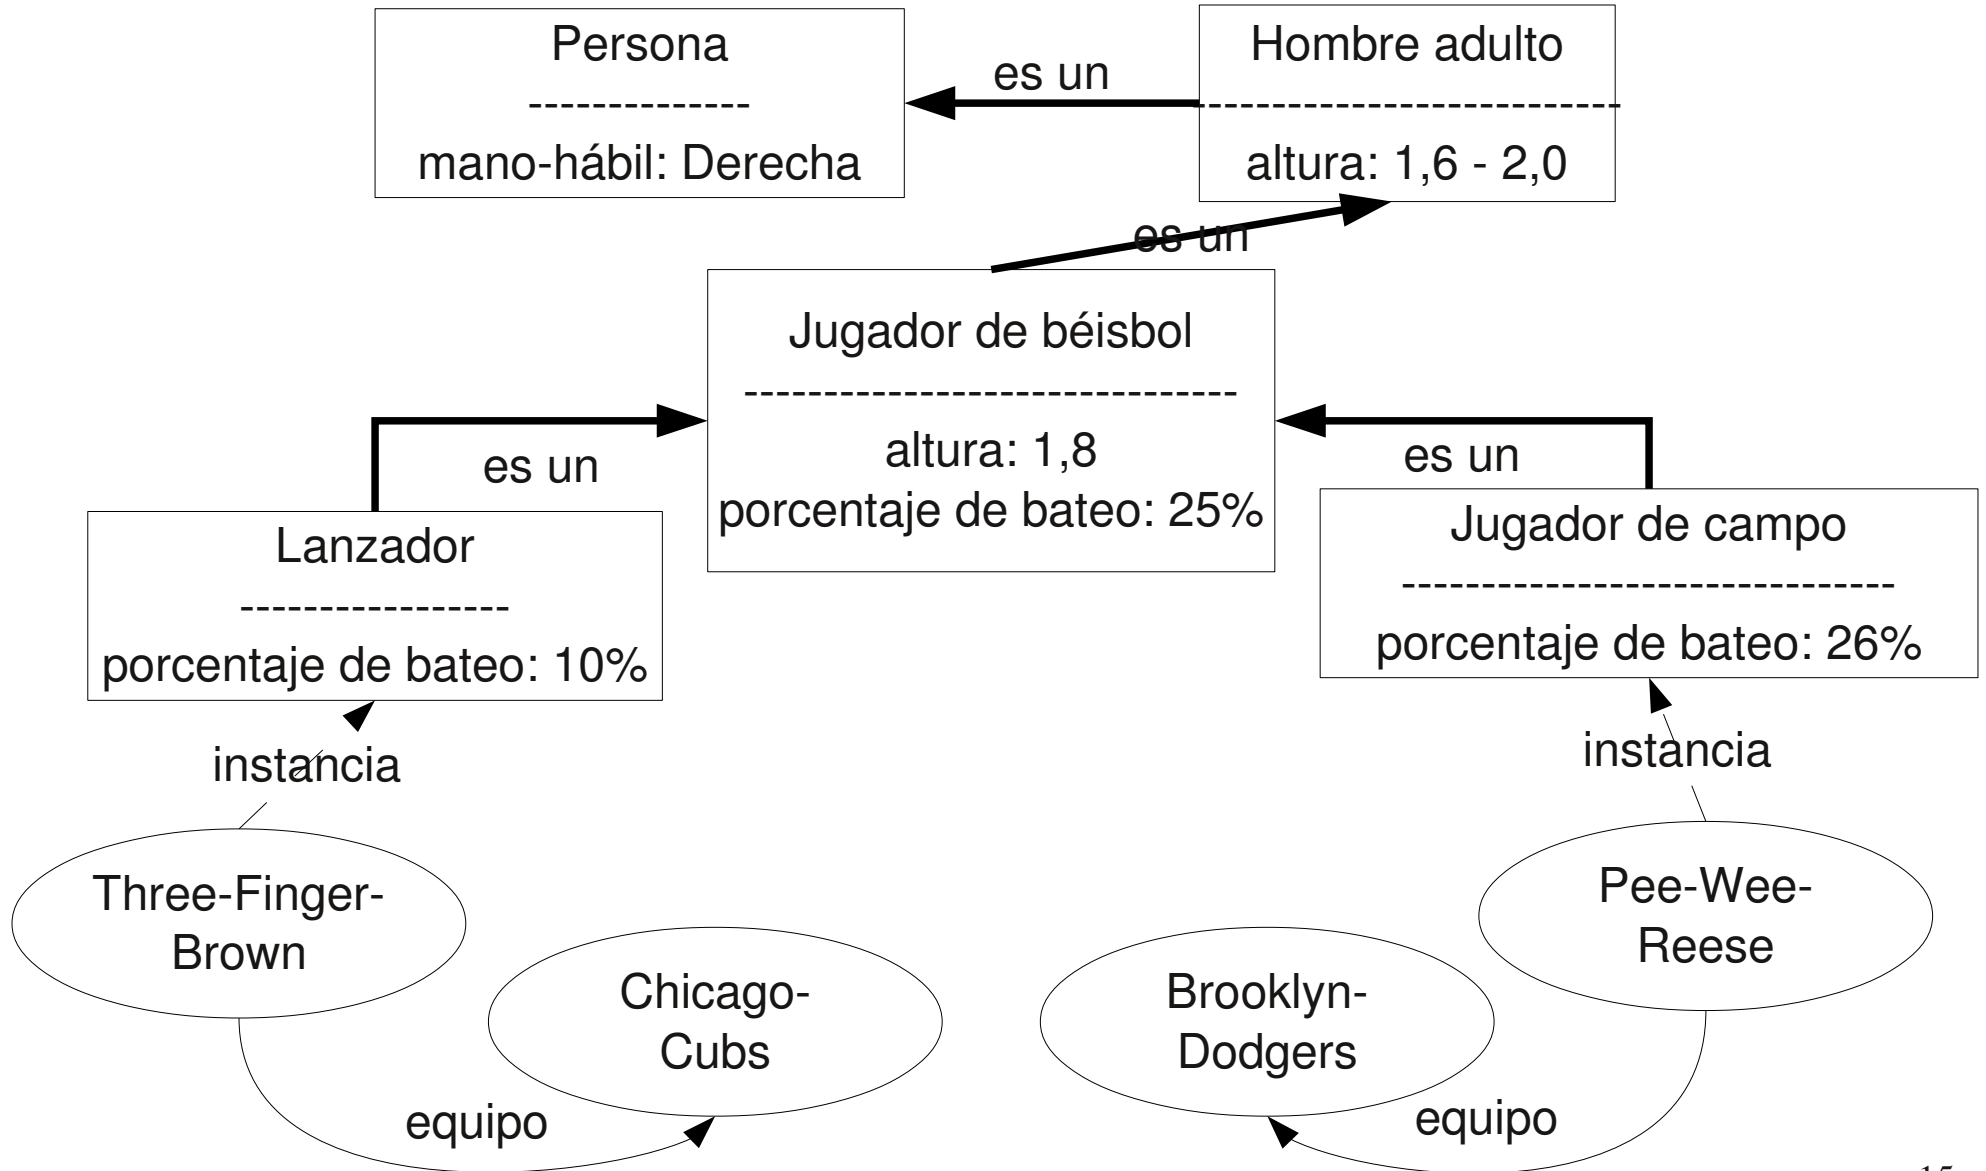 Persona
--------------
mano-hábil: Derecha
es un
Hombre adulto
---------------------------
altura: 1,6 - 2,0
es un
Jugador de béisbol
-------------------------------
altura: 1,8
porcentaje de bateo: 25%
es un
es un
Lanzador
-----------------
porcentaje de bateo: 10%
Jugador de campo
-------------------------------
porcentaje de bateo: 26%
instancia
instancia
Three-Finger-
Brown
Chicago-
Cubs
Brooklyn-
Dodgers
Pee-Wee-
Reese
equipo
equipo